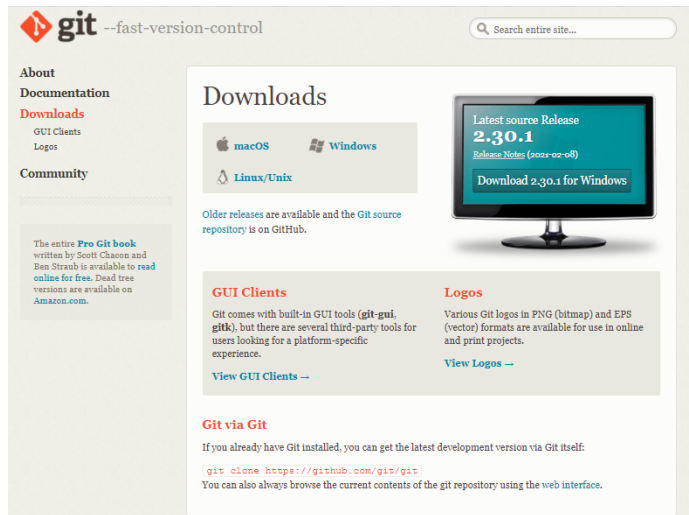 git --fast-version-control
Search entire site...
About
Documentation
Downloads
GUI Clients
Logos
Community
The entire Pro Git book
written by Scott Chacon and
Ben Straub is available to read
online for free. Dead tree
versions are available on
Amazon.com.
Downloads
macOS
Windows
Linux/Unix
Older releases are available and the Git source
repository is on GitHub.
Latest source Release
2.30.1
Release Notes (2021-02-08)
Download 2.30.1 for Windows
GUI Clients
Git comes with built-in GUI tools (git-gui,
gitk), but there are several third-party tools for
users looking for a platform-specific
experience.
View GUI Clients →
Logos
Various Git logos in PNG (bitmap) and EPS
(vector) formats are available for use in online
and print projects.
View Logos →
Git via Git
If you already have Git installed, you can get the latest development version via Git itself:
git clone https://github.com/git/git
You can also always browse the current contents of the git repository using the web interface.